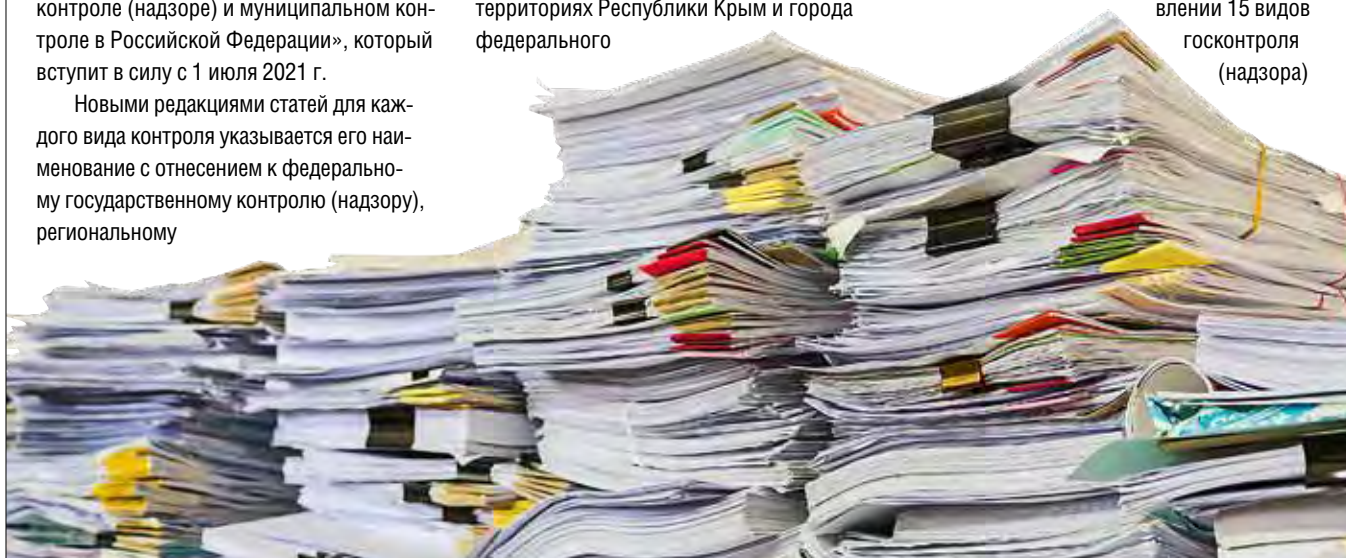 контроле (надзоре) и муниципальном кон-
троле в Российской Федерации», который
вступит в силу с 1 июля 2021 г.
Новыми редакциями статей для каж-
дого вида контроля указывается его наи-
менование с отнесением к федерально-
му государственному контролю (надзору),
региональному
территориях Республики Крым и города
федерального
влении 15 видов
госконтроля
(надзора)